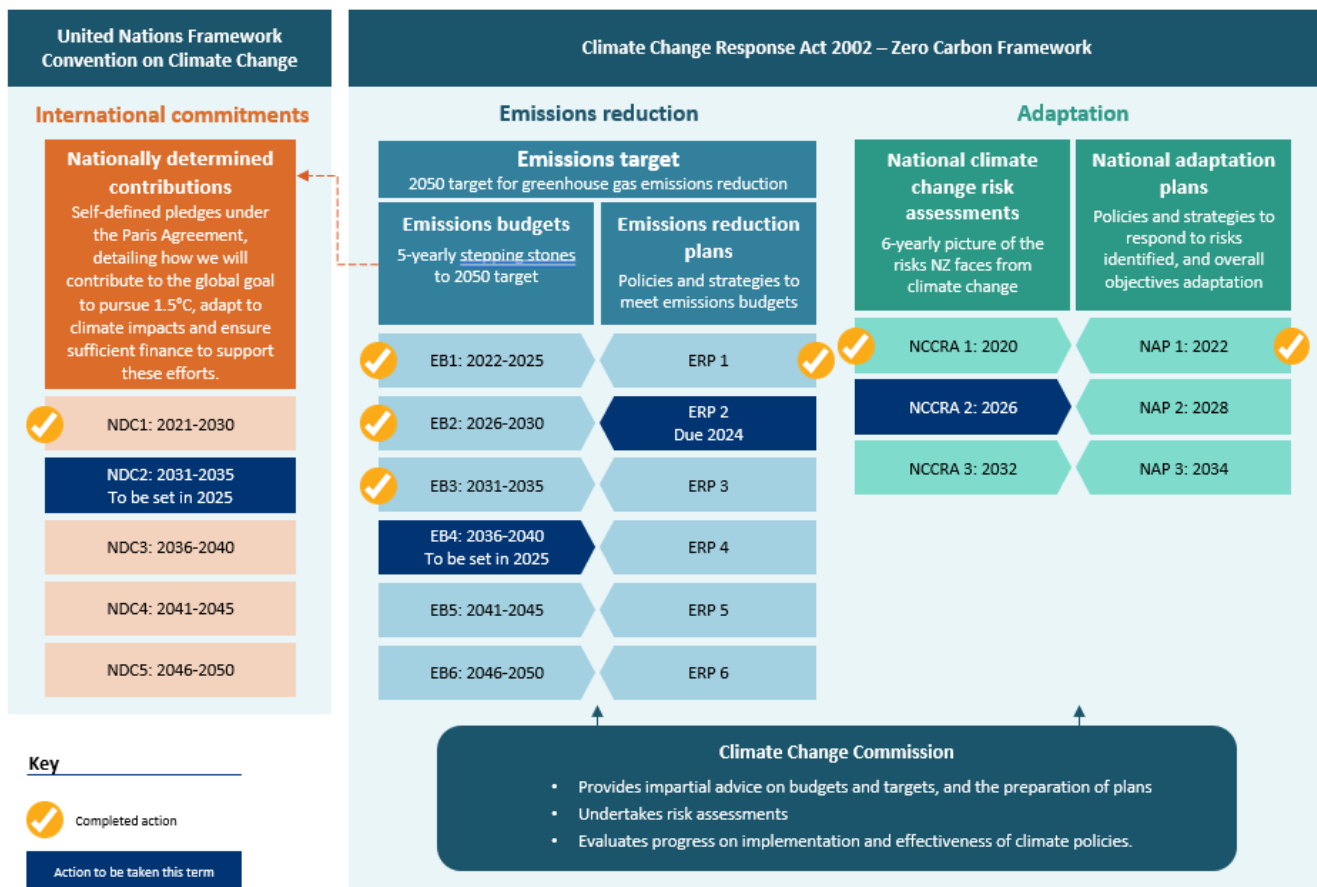 United Nations Framework
Convention on Climate Change
International commitments
Nationally determined
contributions
Self-defined pledges under
the Paris Agreement,
detailing how we will
contribute to the global goal
to pursue 1.5°C, adapt to
climate impacts and ensure
sufficient finance to support
these efforts.
NDC1: 2021-2030
NDC2: 2031-2035
To be set in 2025
NDC3: 2036-2040
NDC4: 2041-2045
NDC5: 2046-2050
Climate Change Response Act 2002 – Zero Carbon Framework
Emissions reduction
Emissions target
2050 target for greenhouse gas emissions reduction
Emissions budgets
5-yearly stepping stones
to 2050 target
Emissions reduction
plans
Policies and strategies to
meet emissions budgets
EB1: 2022-2025
ERP 1
EB2: 2026-2030
ERP 2
Due 2024
EB3: 2031-2035
ERP 3
EB4: 2036-2040
To be set in 2025
ERP 4
EB5: 2041-2045
ERP 5
EB6: 2046-2050
ERP 6
Adaptation
National climate
change risk
assessments
6-yearly picture of the
risks NZ faces from
climate change
National adaptation
plans
Policies and strategies to
respond to risks
identified, and overall
objectives adaptation
NCCRA 1: 2020
NAP 1: 2022
NCCRA 2: 2026
NAP 2: 2028
NCCRA 3: 2032
NAP 3: 2034
Climate Change Commission
• Provides impartial advice on budgets and targets, and the preparation of plans
• Undertakes risk assessments
• Evaluates progress on implementation and effectiveness of climate policies.
Key
Completed action
Action to be taken this term